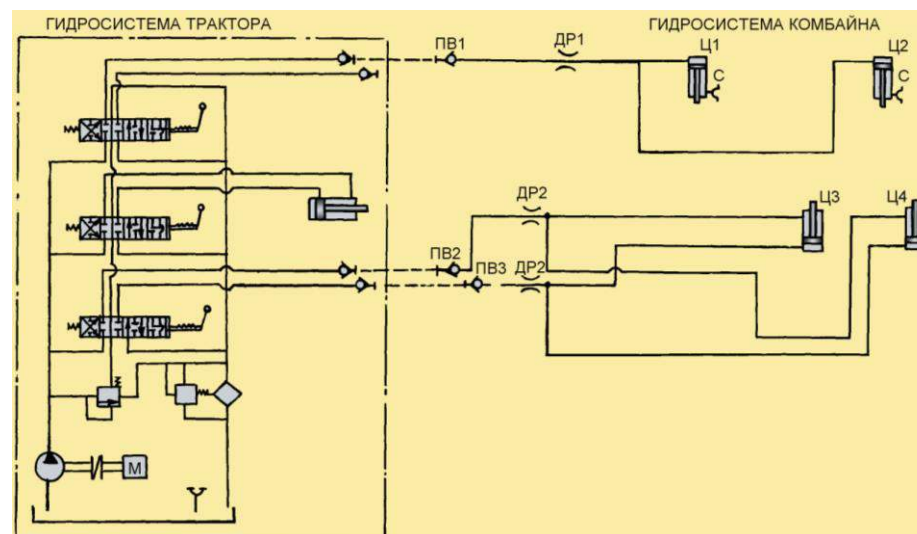 ГИДРОСИСТЕМА ТРАКТОРА
ГИДРОСИСТЕМА КОМБАЙНА
ПВ1
ДР1
Ц1
Ц2
С
С
ДР2
Ц3
Ц4
ПВ2
ПВ3
ДР2
М